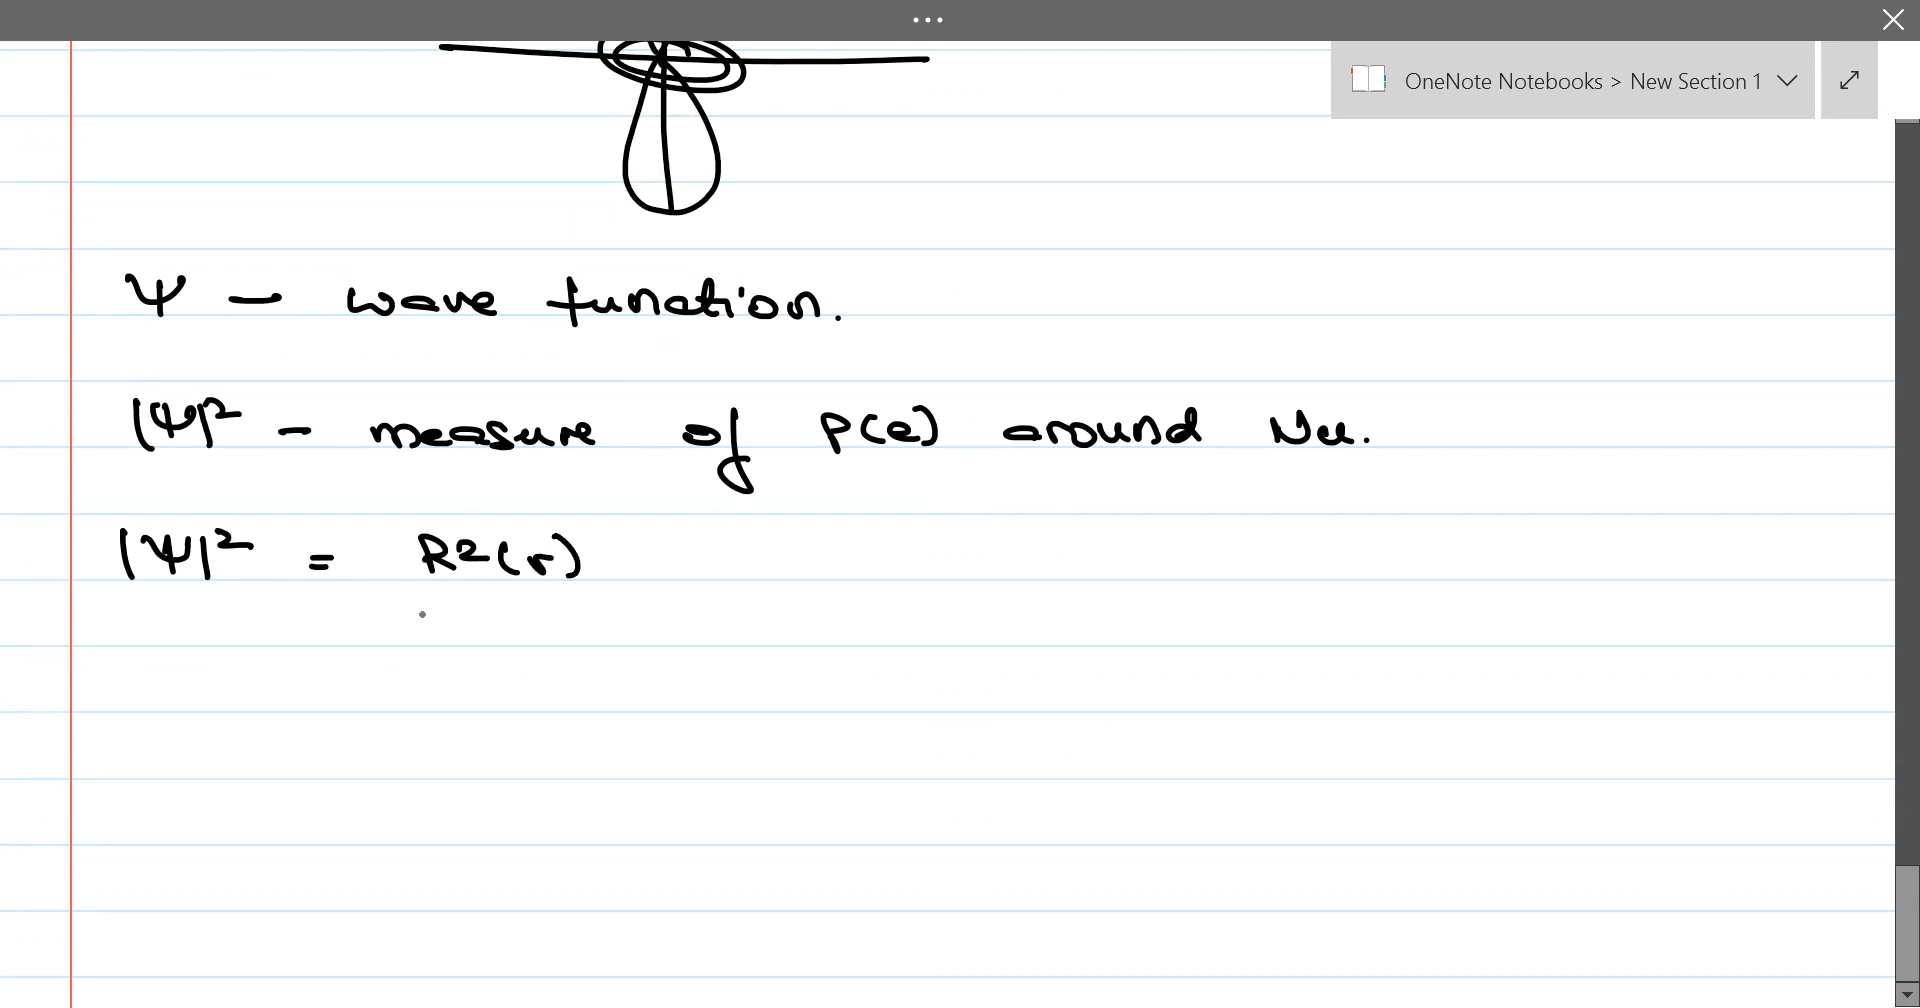 ...
OneNote Notebooks > New Section 1
Ψ – wave function.
|Ψ|² – measure of P(e) around Nu.
|Ψ|² = R²(r)